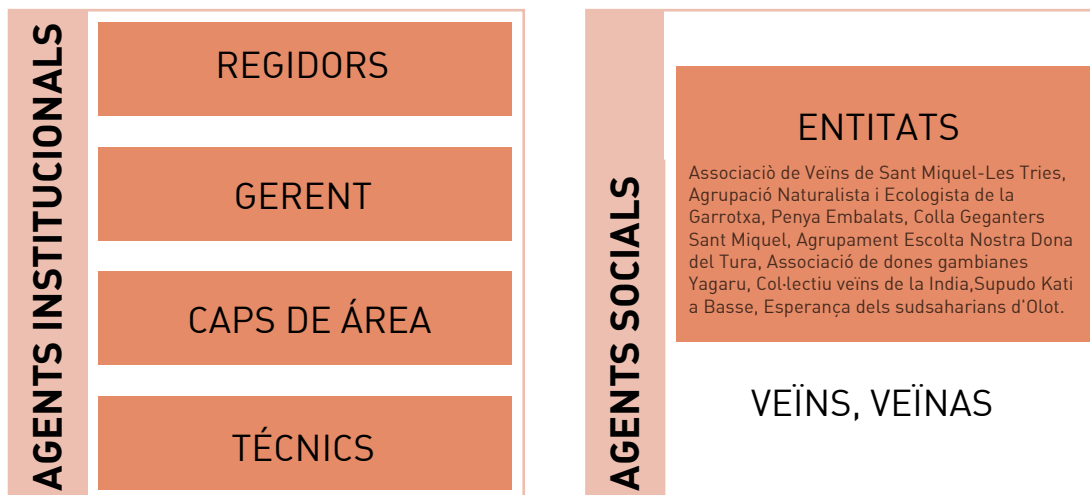 AGENTS INSTITUCIONALS
REGIDORS
GERENT
CAPS DE ÁREA
TÉCNICS
AGENTS SOCIALS
ENTITATS
Associaciò de Veïns de Sant Miquel-Les Tries,
Agrupació Naturalista i Ecologista de la
Garrotxa, Penya Embalats, Colla Geganters
Sant Miquel, Agrupament Escolta Nostra Dona
del Tura, Associació de dones gambianes
Yagaru, Col·lectiu veïns de la India,Supudo Kati
a Basse, Esperança dels sudsaharians d'Olot.
VEÏNS, VEÏNAS